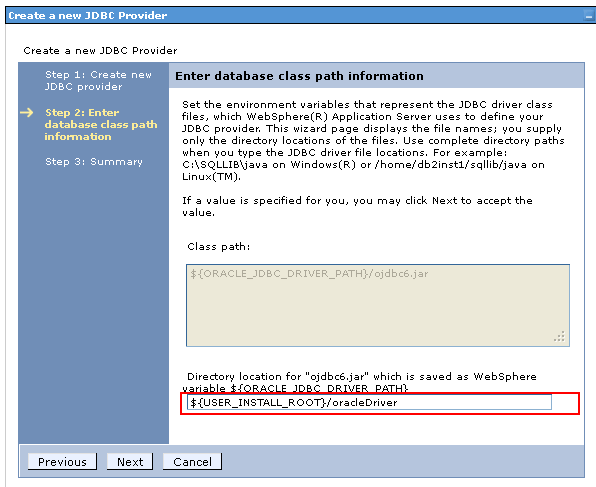 Create a new JDBC Provider
Create a new JDBC Provider
Step 1: Create new
JDBC provider
Step 2: Enter
database class path
information
Step 3: Summary
Enter database class path information
Set the environment variables that represent the JDBC driver class
files, which WebSphere(R) Application Server uses to define your
JDBC provider. This wizard page displays the file names; you supply
only the directory locations of the files. Use complete directory paths
when you type the JDBC driver file locations. For example:
C:\SQLLIB\java on Windows(R) or /home/db2inst1/sqllib/java on
Linux(TM).
If a value is specified for you, you may click Next to accept the
value.
Class path:
${ORACLE_JDBC_DRIVER_PATH}/ojdbc6.jar
Directory location for "ojdbc6.jar" which is saved as WebSphere
variable ${ORACLE_JDBC_DRIVER_PATH}
${USER_INSTALL_ROOT}/oracleDriver
Previous
Next
Cancel